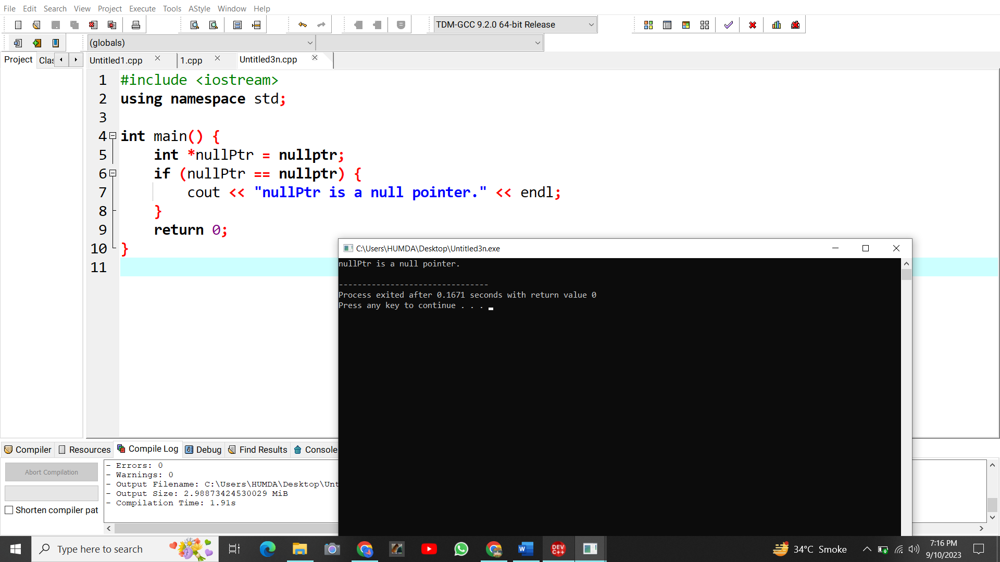 File Edit Search View Project Execute Tools AStyle Window Help
TDM-GCC 9.2.0 64-bit Release
(globals)
Project Clas
Untitled1.cpp 1.cpp Untitled3n.cpp
1 #include <iostream>
2 using namespace std;
3
4 int main() {
5 int *nullPtr = nullptr;
6 if (nullPtr == nullptr) {
7 cout << "nullPtr is a null pointer." << endl;
8 }
9 return 0;
10 }
11
C:\Users\HUMDA\Desktop\Untitled3n.exe
nullPtr is a null pointer.
--------------------------------
Process exited after 0.1671 seconds with return value 0
Press any key to continue . . .
Compiler Resources Compile Log Debug Find Results Console
Abort Compilation
Shorten compiler pat
- Errors: 0
- Warnings: 0
- Output Filename: C:\Users\HUMDA\Desktop\Unt
- Output Size: 2.98873424530029 MiB
- Compilation Time: 1.91s
Type here to search
DEV C++
34°C Smoke
7:16 PM
9/10/2023